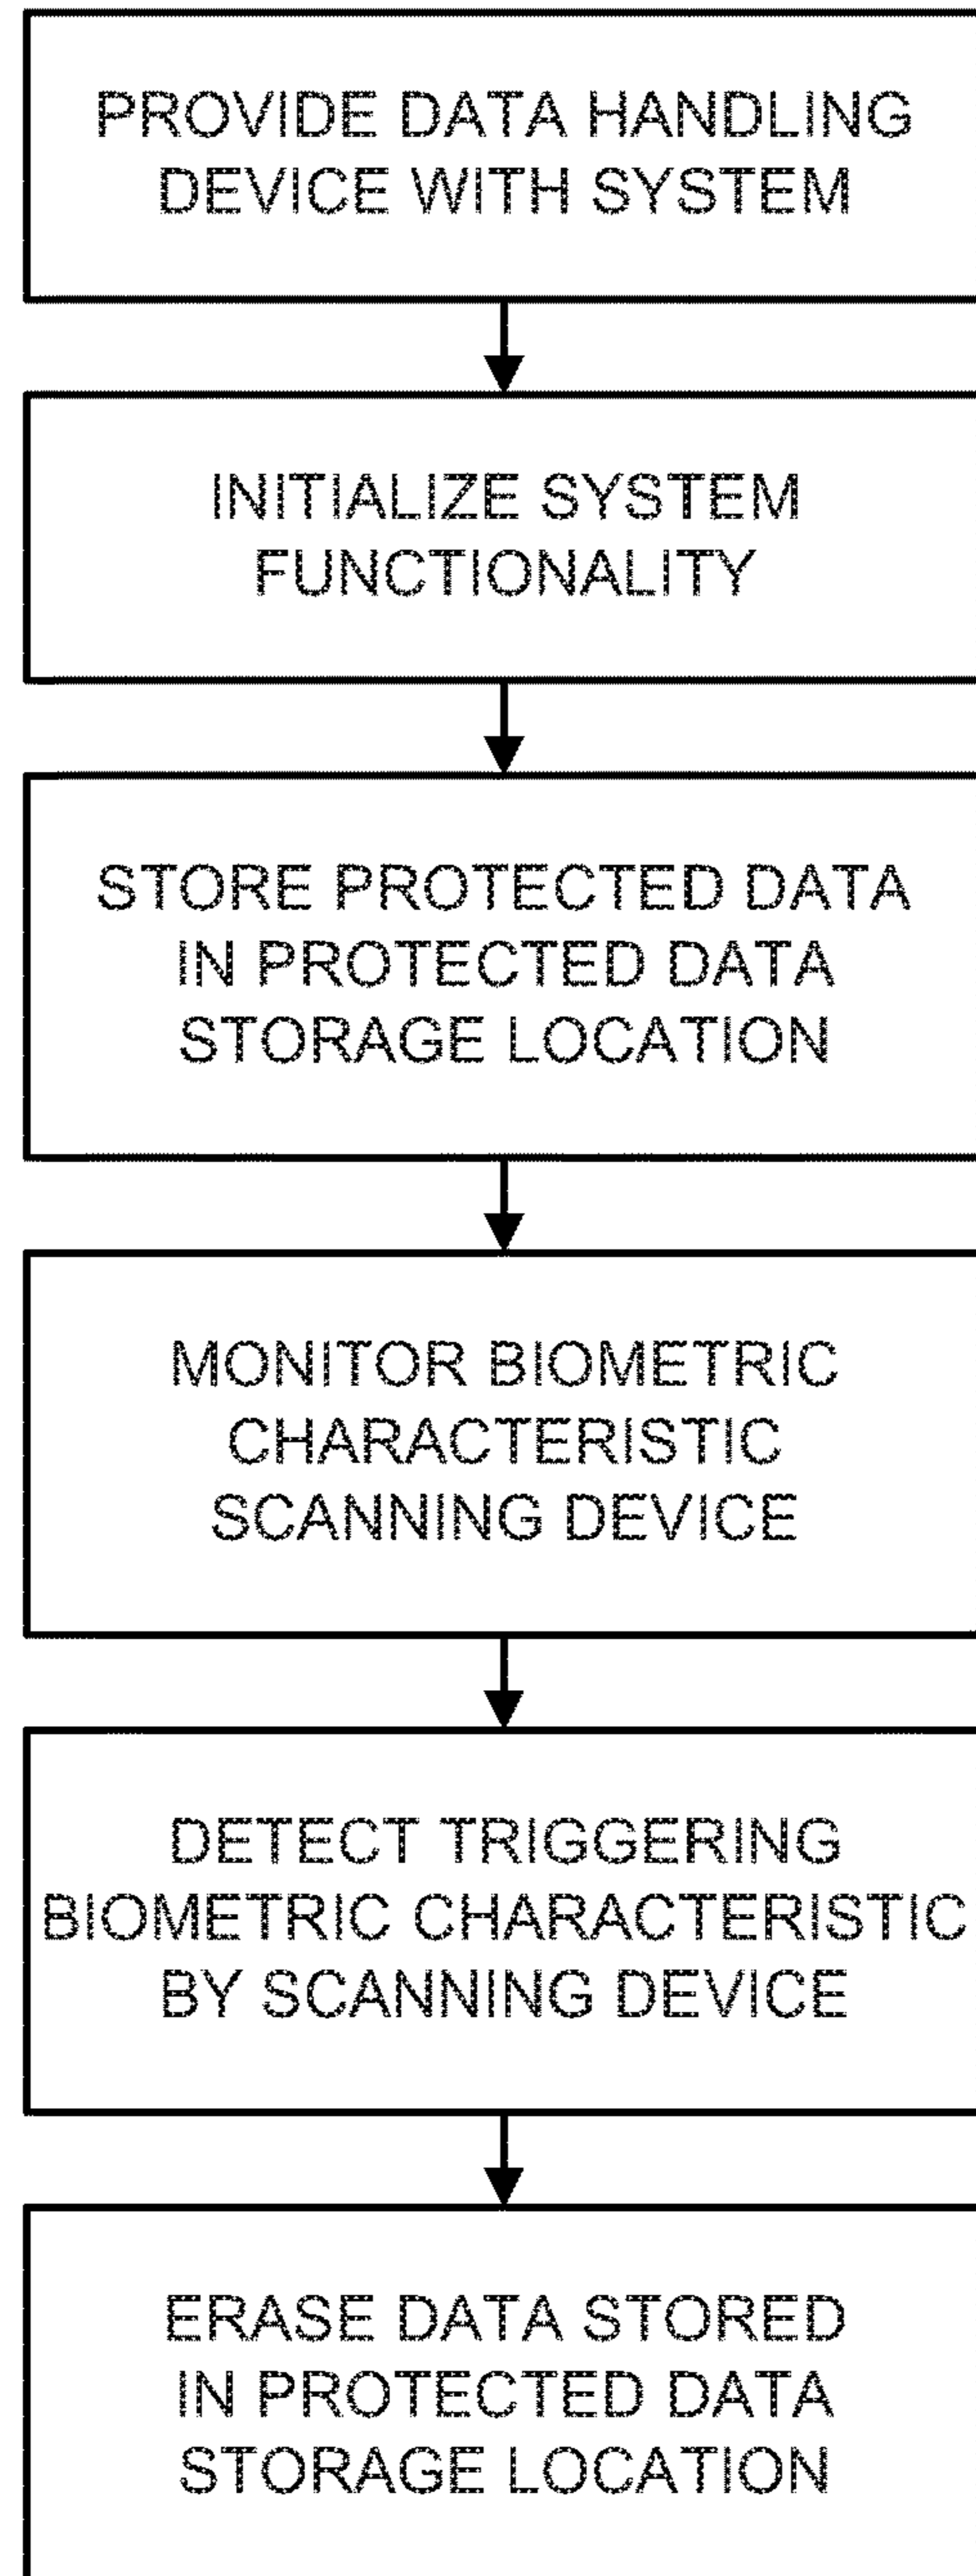 PROVIDE DATA HANDLING
DEVICE WITH SYSTEM
INITIALIZE SYSTEM
FUNCTIONALITY
STORE PROTECTED DATA
IN PROTECTED DATA
STORAGE LOCATION
MONITOR BIOMETRIC
CHARACTERISTIC
SCANNING DEVICE
DETECT TRIGGERING
BIOMETRIC CHARACTERISTIC
BY SCANNING DEVICE
ERASE DATA STORED
IN PROTECTED DATA
STORAGE LOCATION